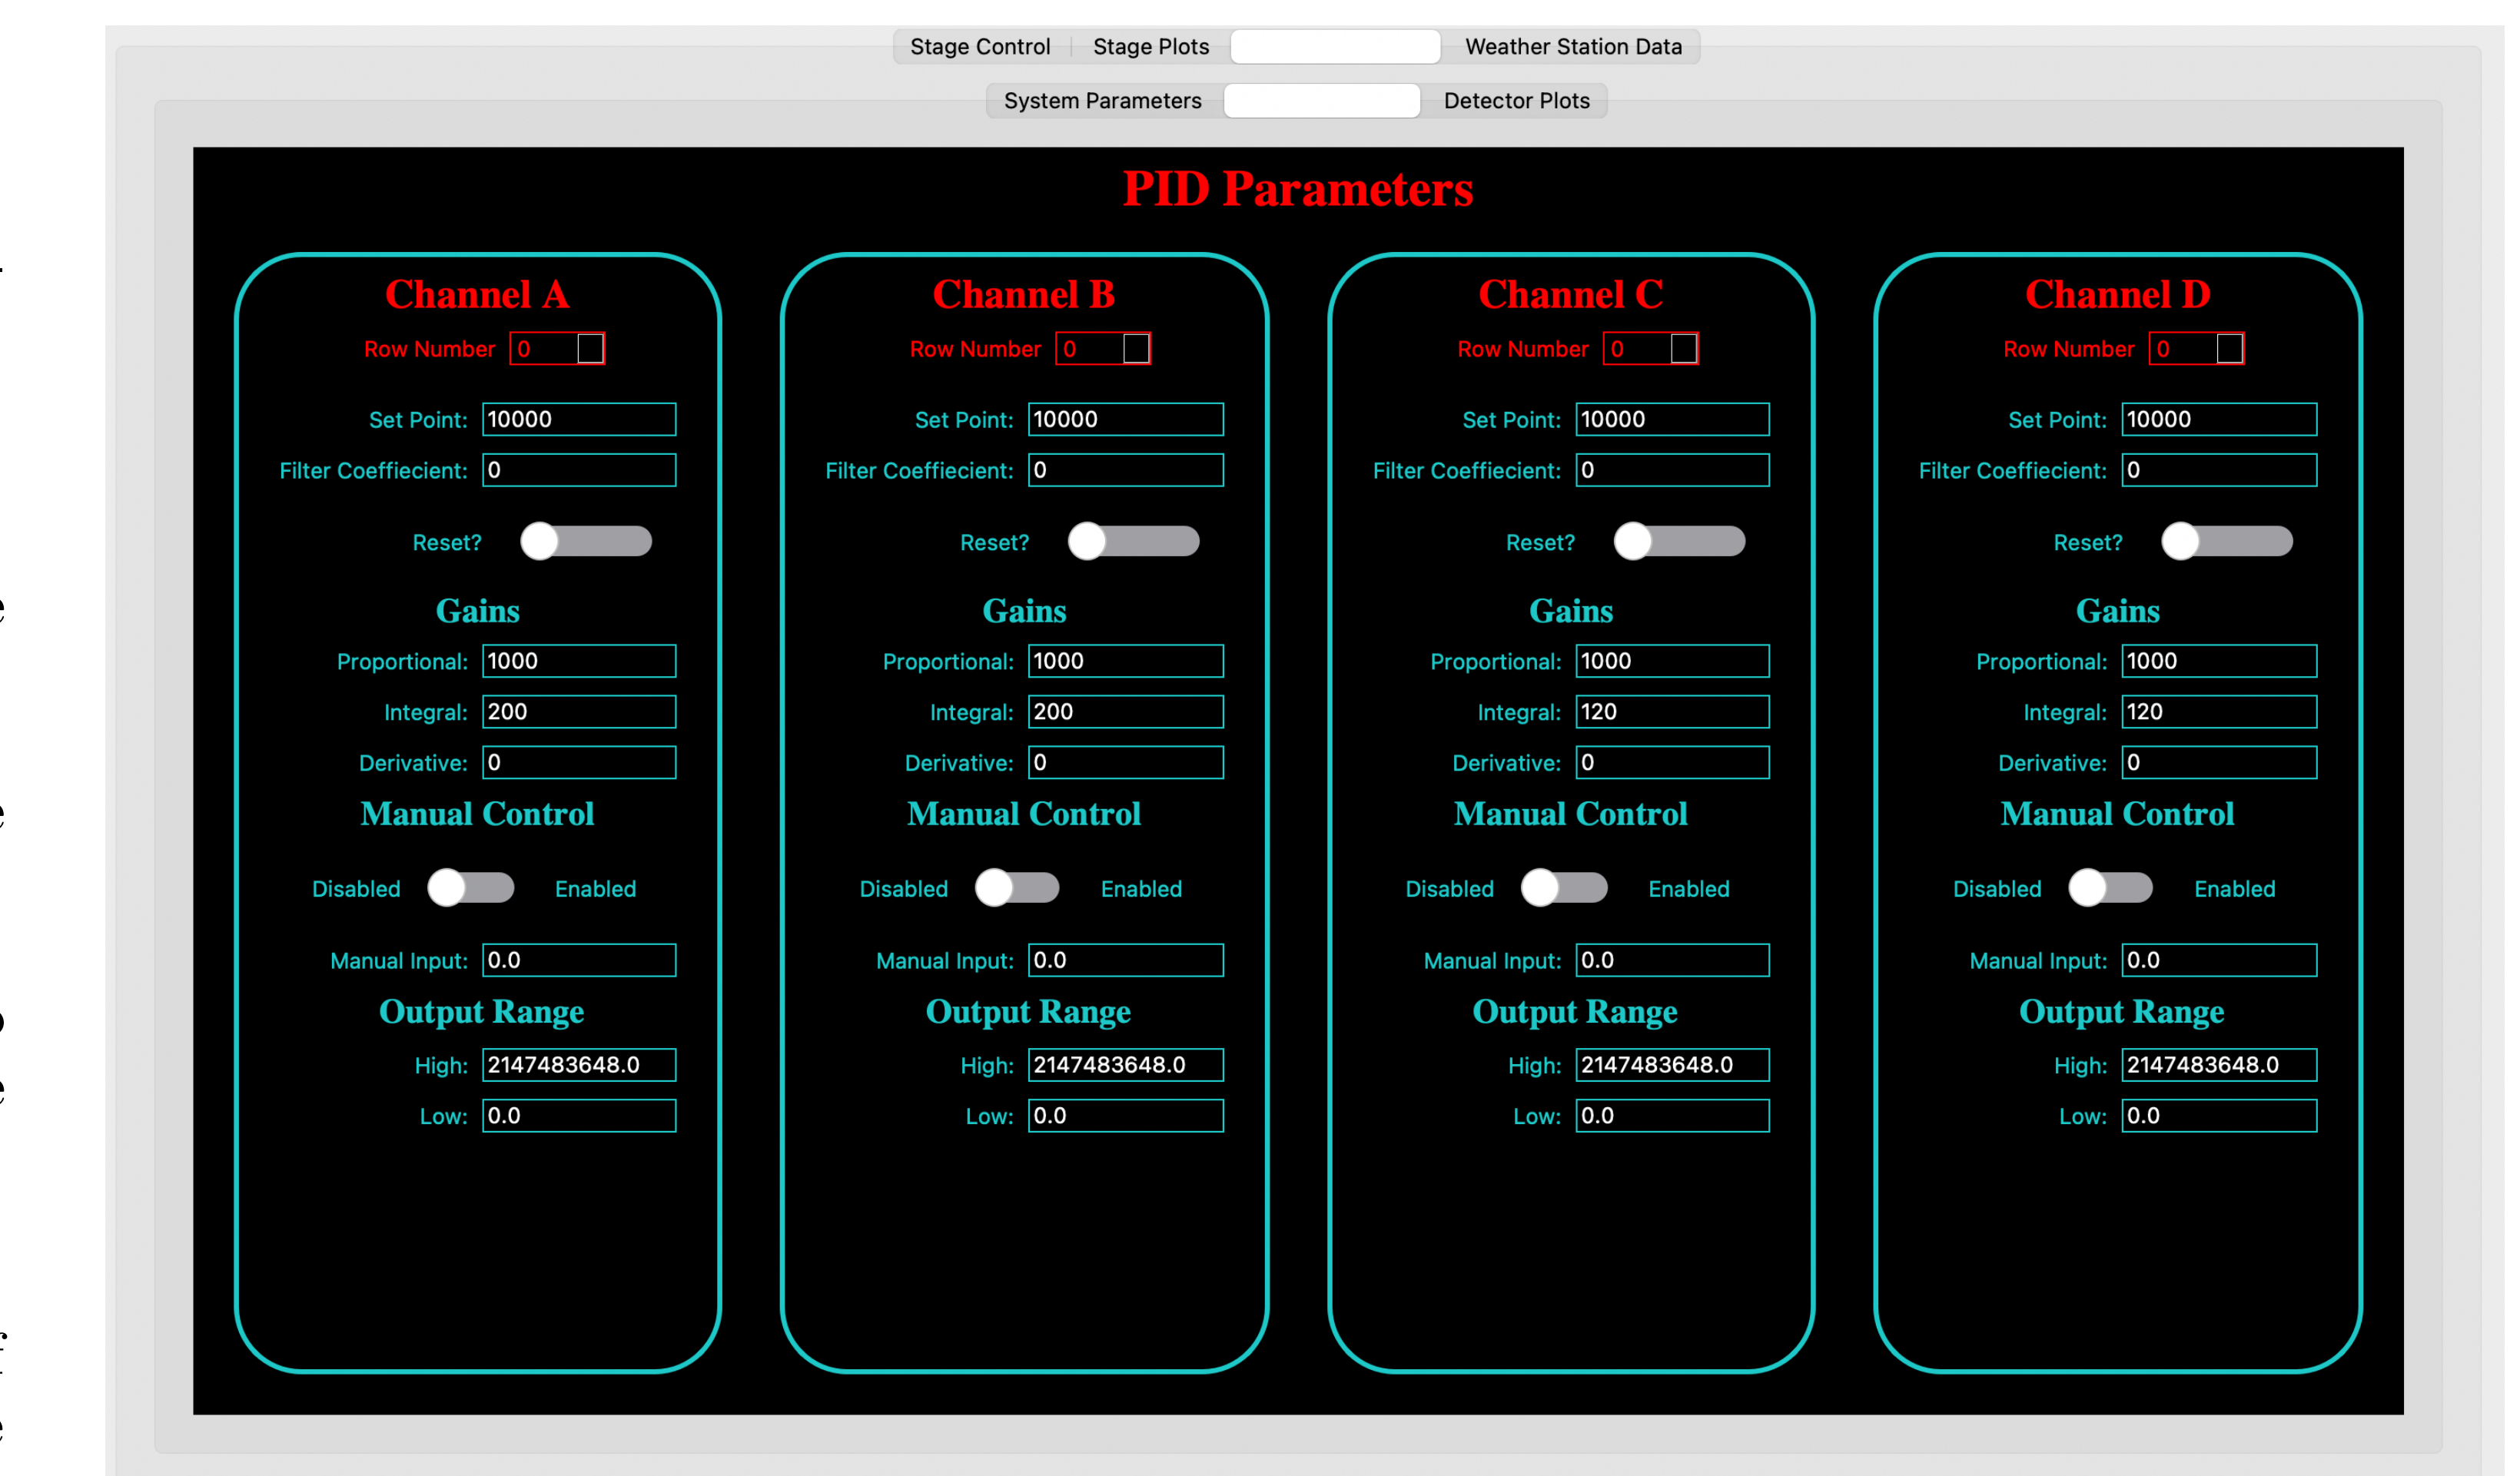 Stage Control Stage Plots Weather Station Data
System Parameters Detector Plots
PID Parameters
Channel A
Row Number 0
Set Point: 10000
Filter Coeffiecient: 0
Reset?
Gains
Proportional: 1000
Integral: 200
Derivative: 0
Manual Control
Disabled Enabled
Manual Input: 0.0
Output Range
High: 2147483648.0
Low: 0.0
Channel B
Row Number 0
Set Point: 10000
Filter Coeffiecient: 0
Reset?
Gains
Proportional: 1000
Integral: 200
Derivative: 0
Manual Control
Disabled Enabled
Manual Input: 0.0
Output Range
High: 2147483648.0
Low: 0.0
Channel C
Row Number 0
Set Point: 10000
Filter Coeffiecient: 0
Reset?
Gains
Proportional: 1000
Integral: 120
Derivative: 0
Manual Control
Disabled Enabled
Manual Input: 0.0
Output Range
High: 2147483648.0
Low: 0.0
Channel D
Row Number 0
Set Point: 10000
Filter Coeffiecient: 0
Reset?
Gains
Proportional: 1000
Integral: 120
Derivative: 0
Manual Control
Disabled Enabled
Manual Input: 0.0
Output Range
High: 2147483648.0
Low: 0.0